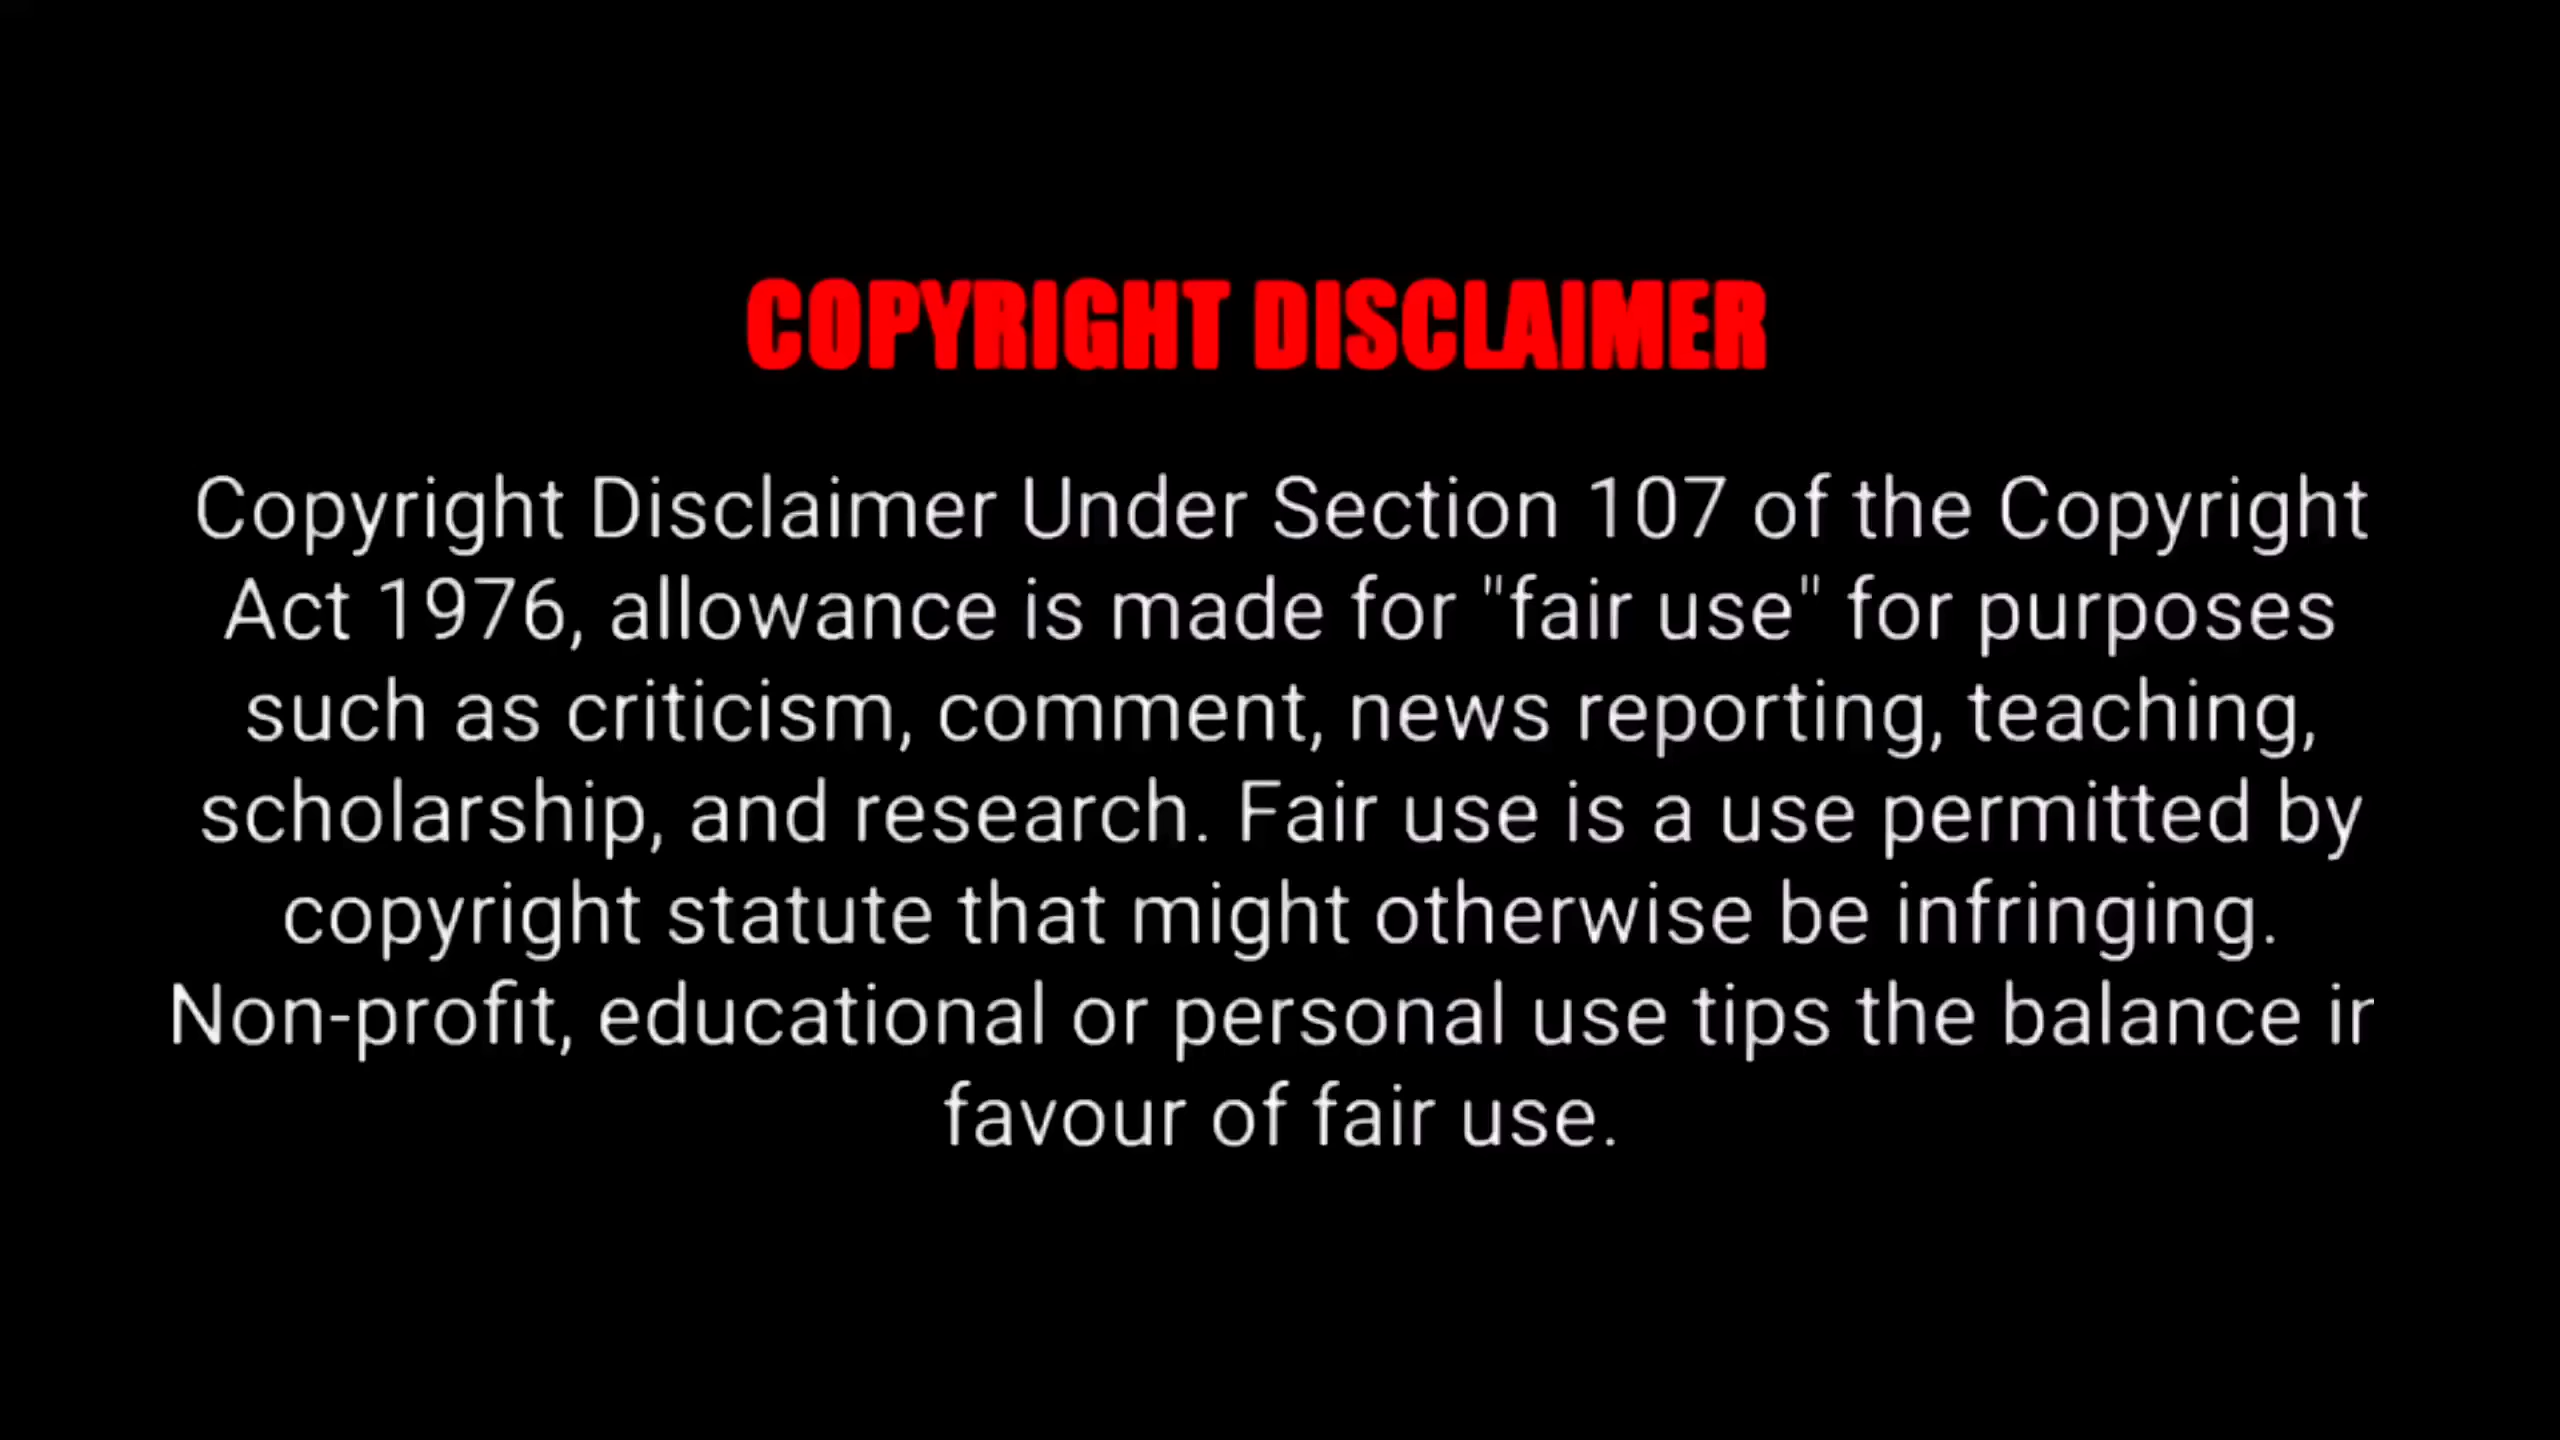 COPYRIGHT DISCLAIMER
Copyright Disclaimer Under Section 107 of the Copyright
Act 1976, allowance is made for "fair use" for purposes
such as criticism, comment, news reporting, teaching,
scholarship, and research. Fair use is a use permitted by
copyright statute that might otherwise be infringing.
Non-profit, educational or personal use tips the balance ir
favour of fair use.